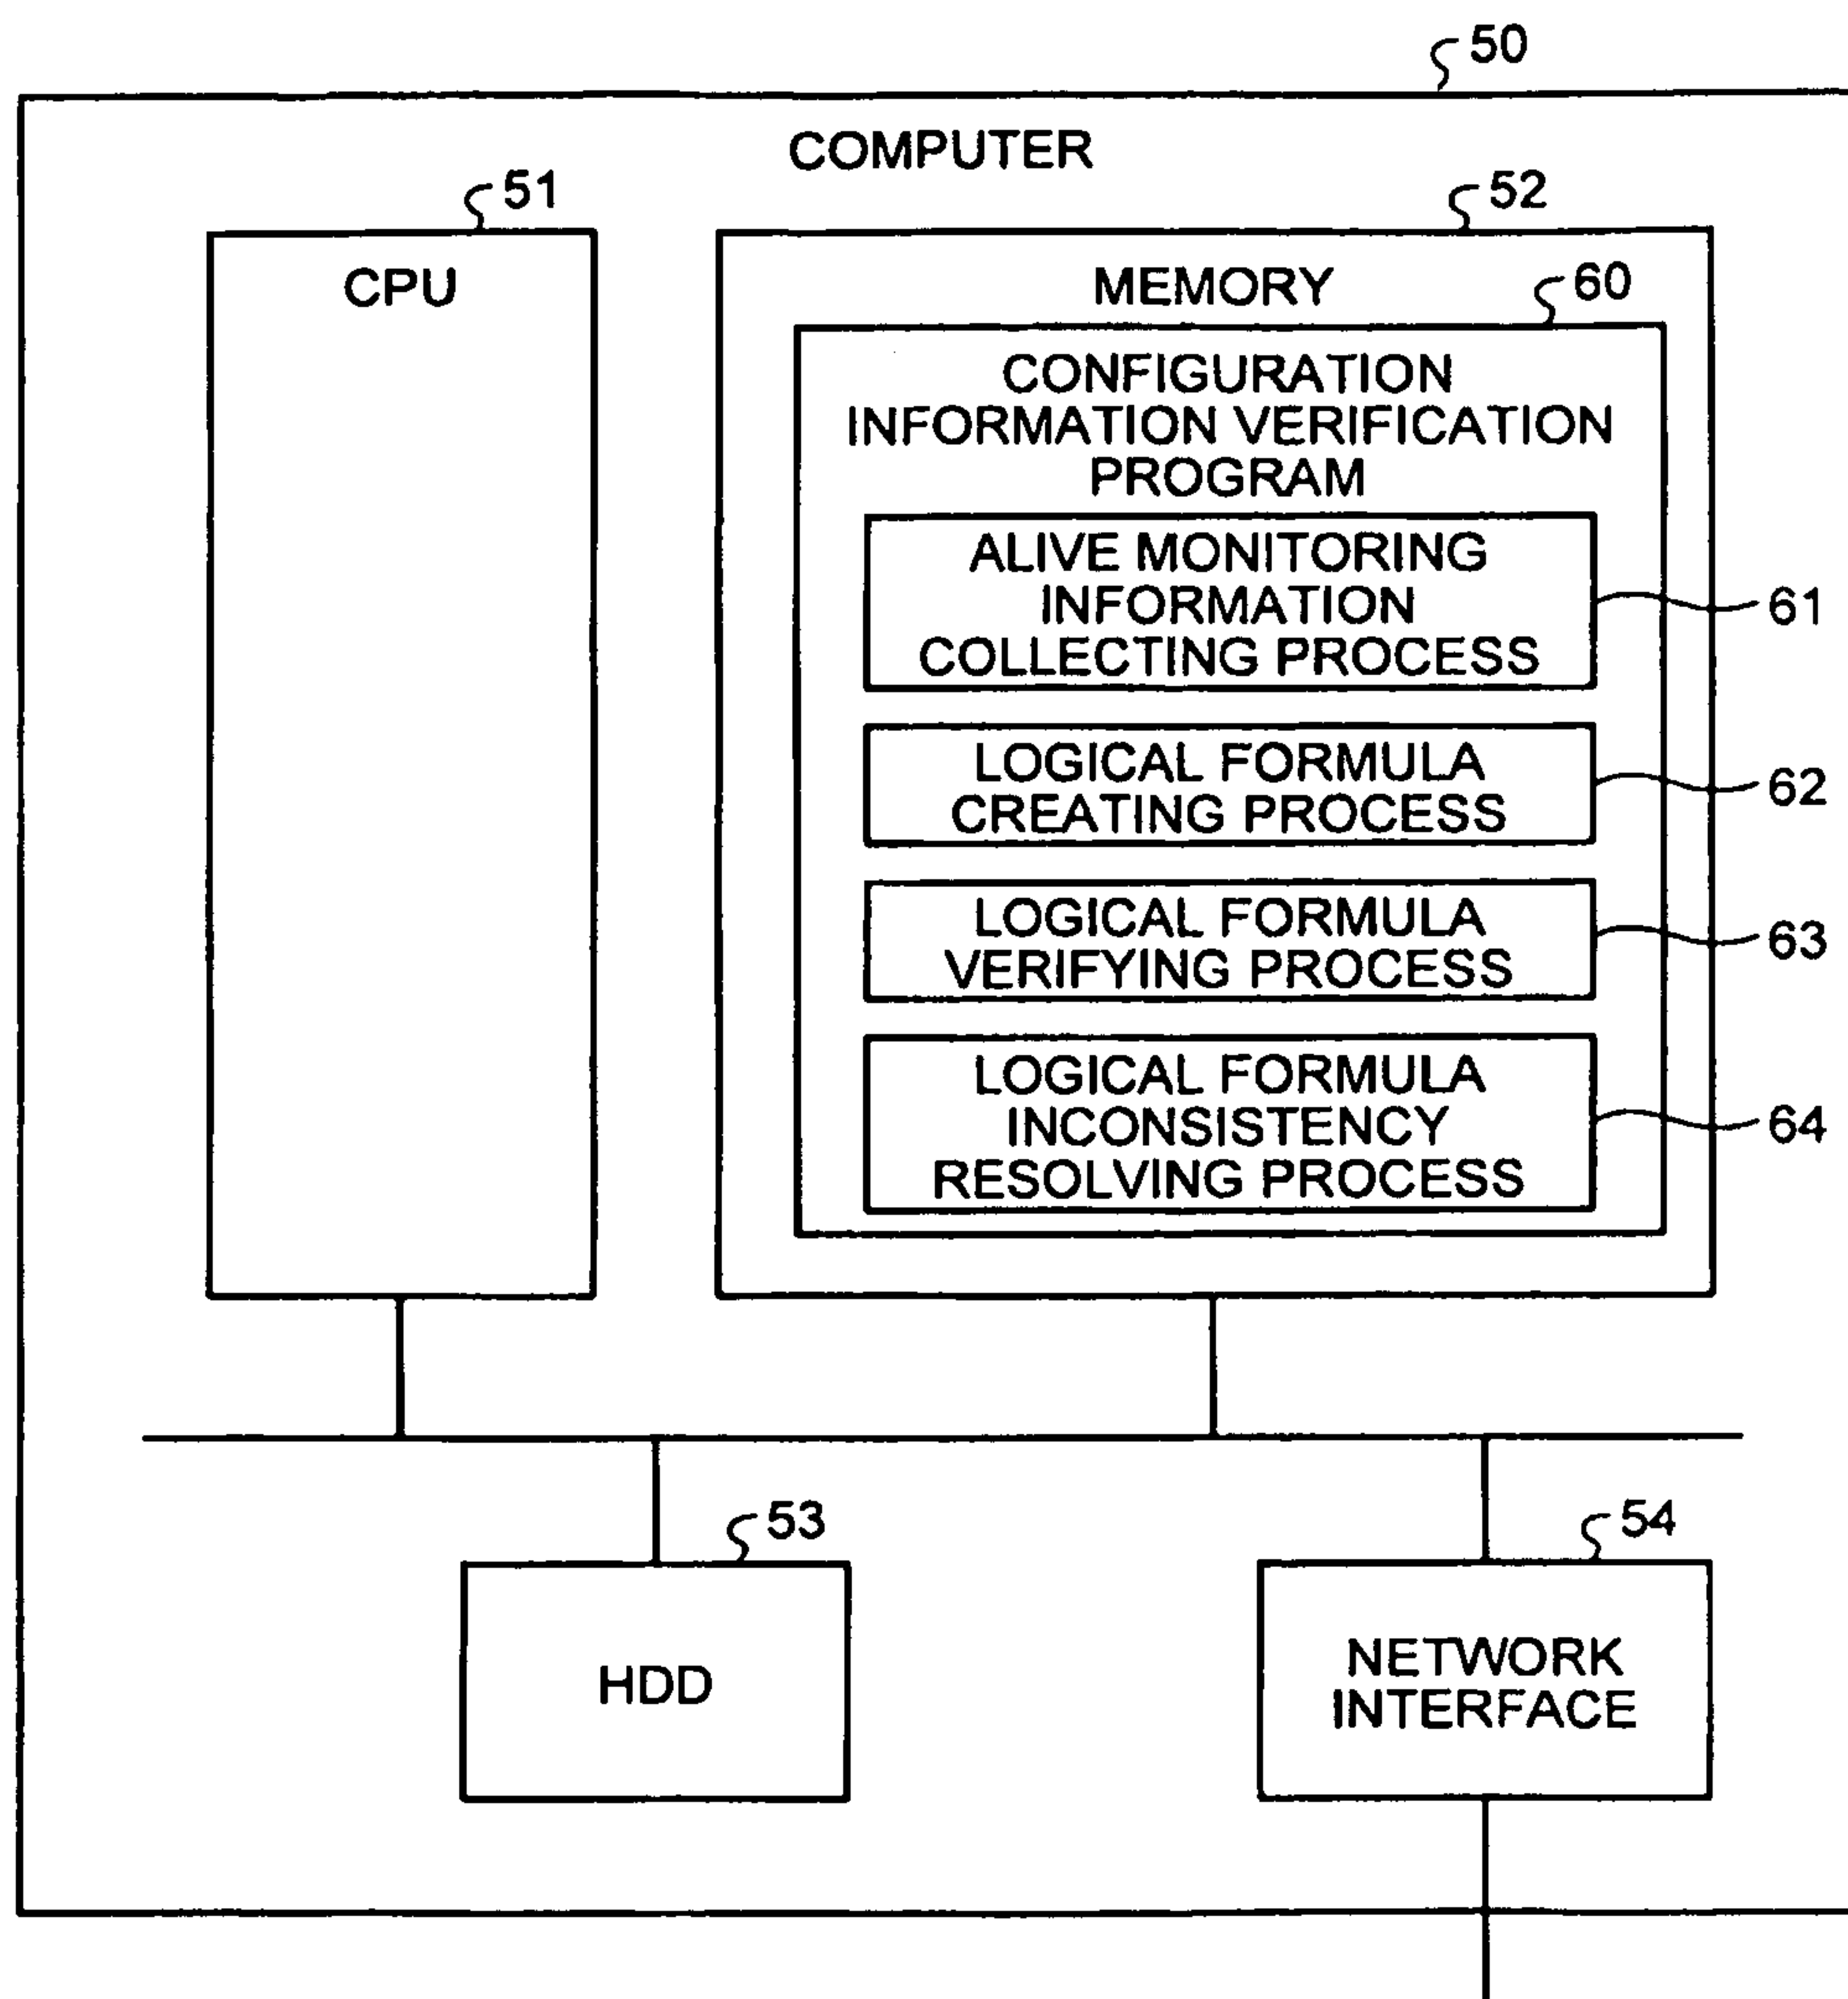 50
COMPUTER
51
52
CPU
MEMORY
60
CONFIGURATION
INFORMATION VERIFICATION
PROGRAM
ALIVE MONITORING
INFORMATION
COLLECTING PROCESS
61
LOGICAL FORMULA
CREATING PROCESS
62
LOGICAL FORMULA
VERIFYING PROCESS
63
LOGICAL FORMULA
INCONSISTENCY
RESOLVING PROCESS
64
53
54
HDD
NETWORK
INTERFACE